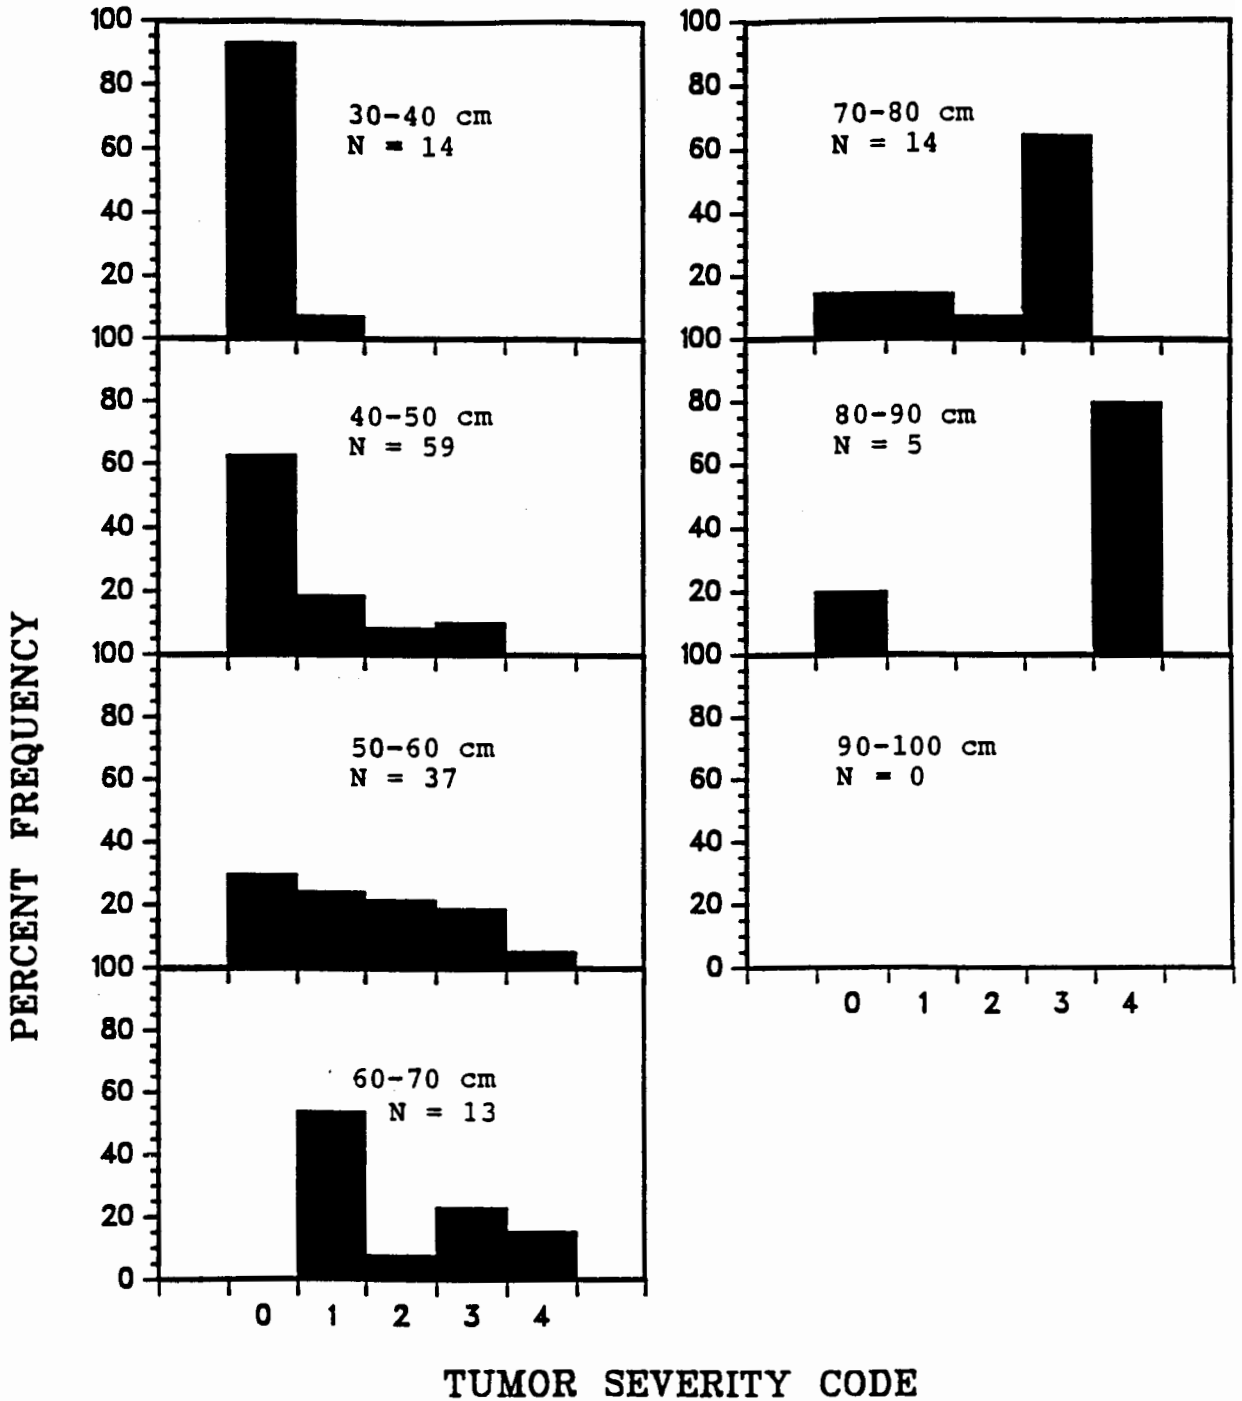 PERCENT FREQUENCY
100
80
60
40
20
100
30-40 cm
N = 14
80
60
40
20
100
40-50 cm
N = 59
80
60
40
20
100
50-60 cm
N = 37
80
60
40
20
0
60-70 cm
N = 13
0 1 2 3 4
100
80
60
40
20
100
70-80 cm
N = 14
80
60
40
20
100
80-90 cm
N = 5
80
60
40
20
0
90-100 cm
N = 0
0 1 2 3 4
TUMOR SEVERITY CODE